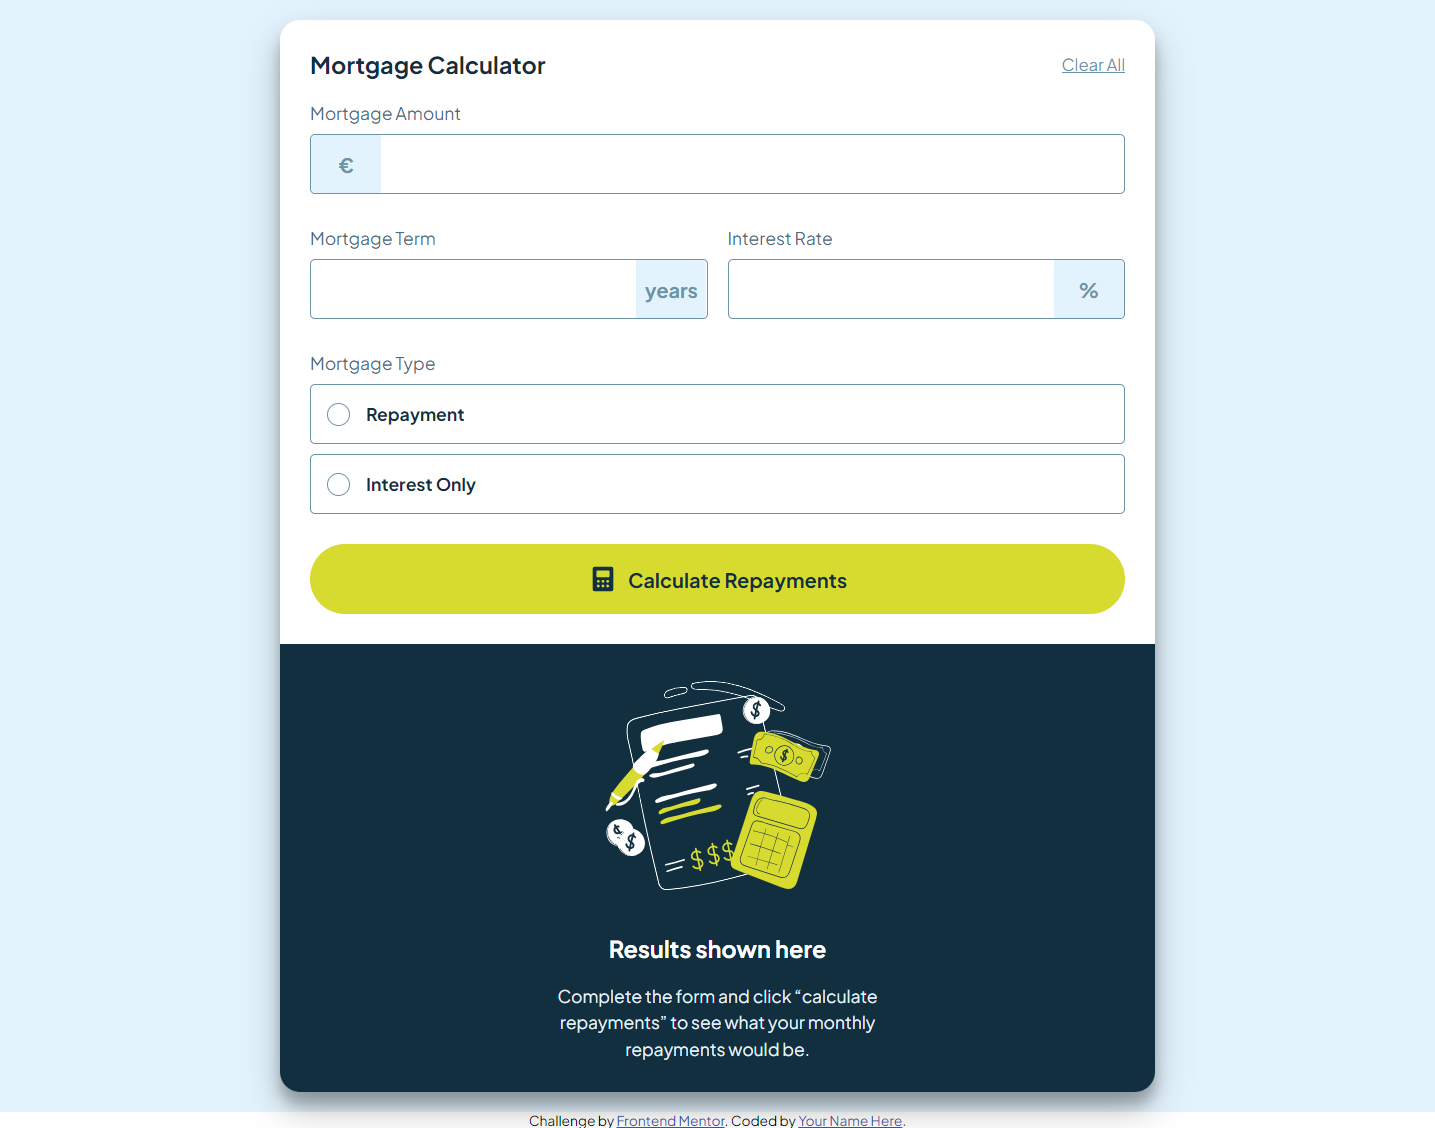 Mortgage Calculator
Clear All
Mortgage Amount
€
Mortgage Term
Interest Rate
years
%
Mortgage Type
Repayment
Interest Only
Calculate Repayments
$
$
$
$
$$$
Results shown here
Complete the form and click “calculate
repayments” to see what your monthly
repayments would be.
Challenge by Frontend Mentor. Coded by Your Name Here.